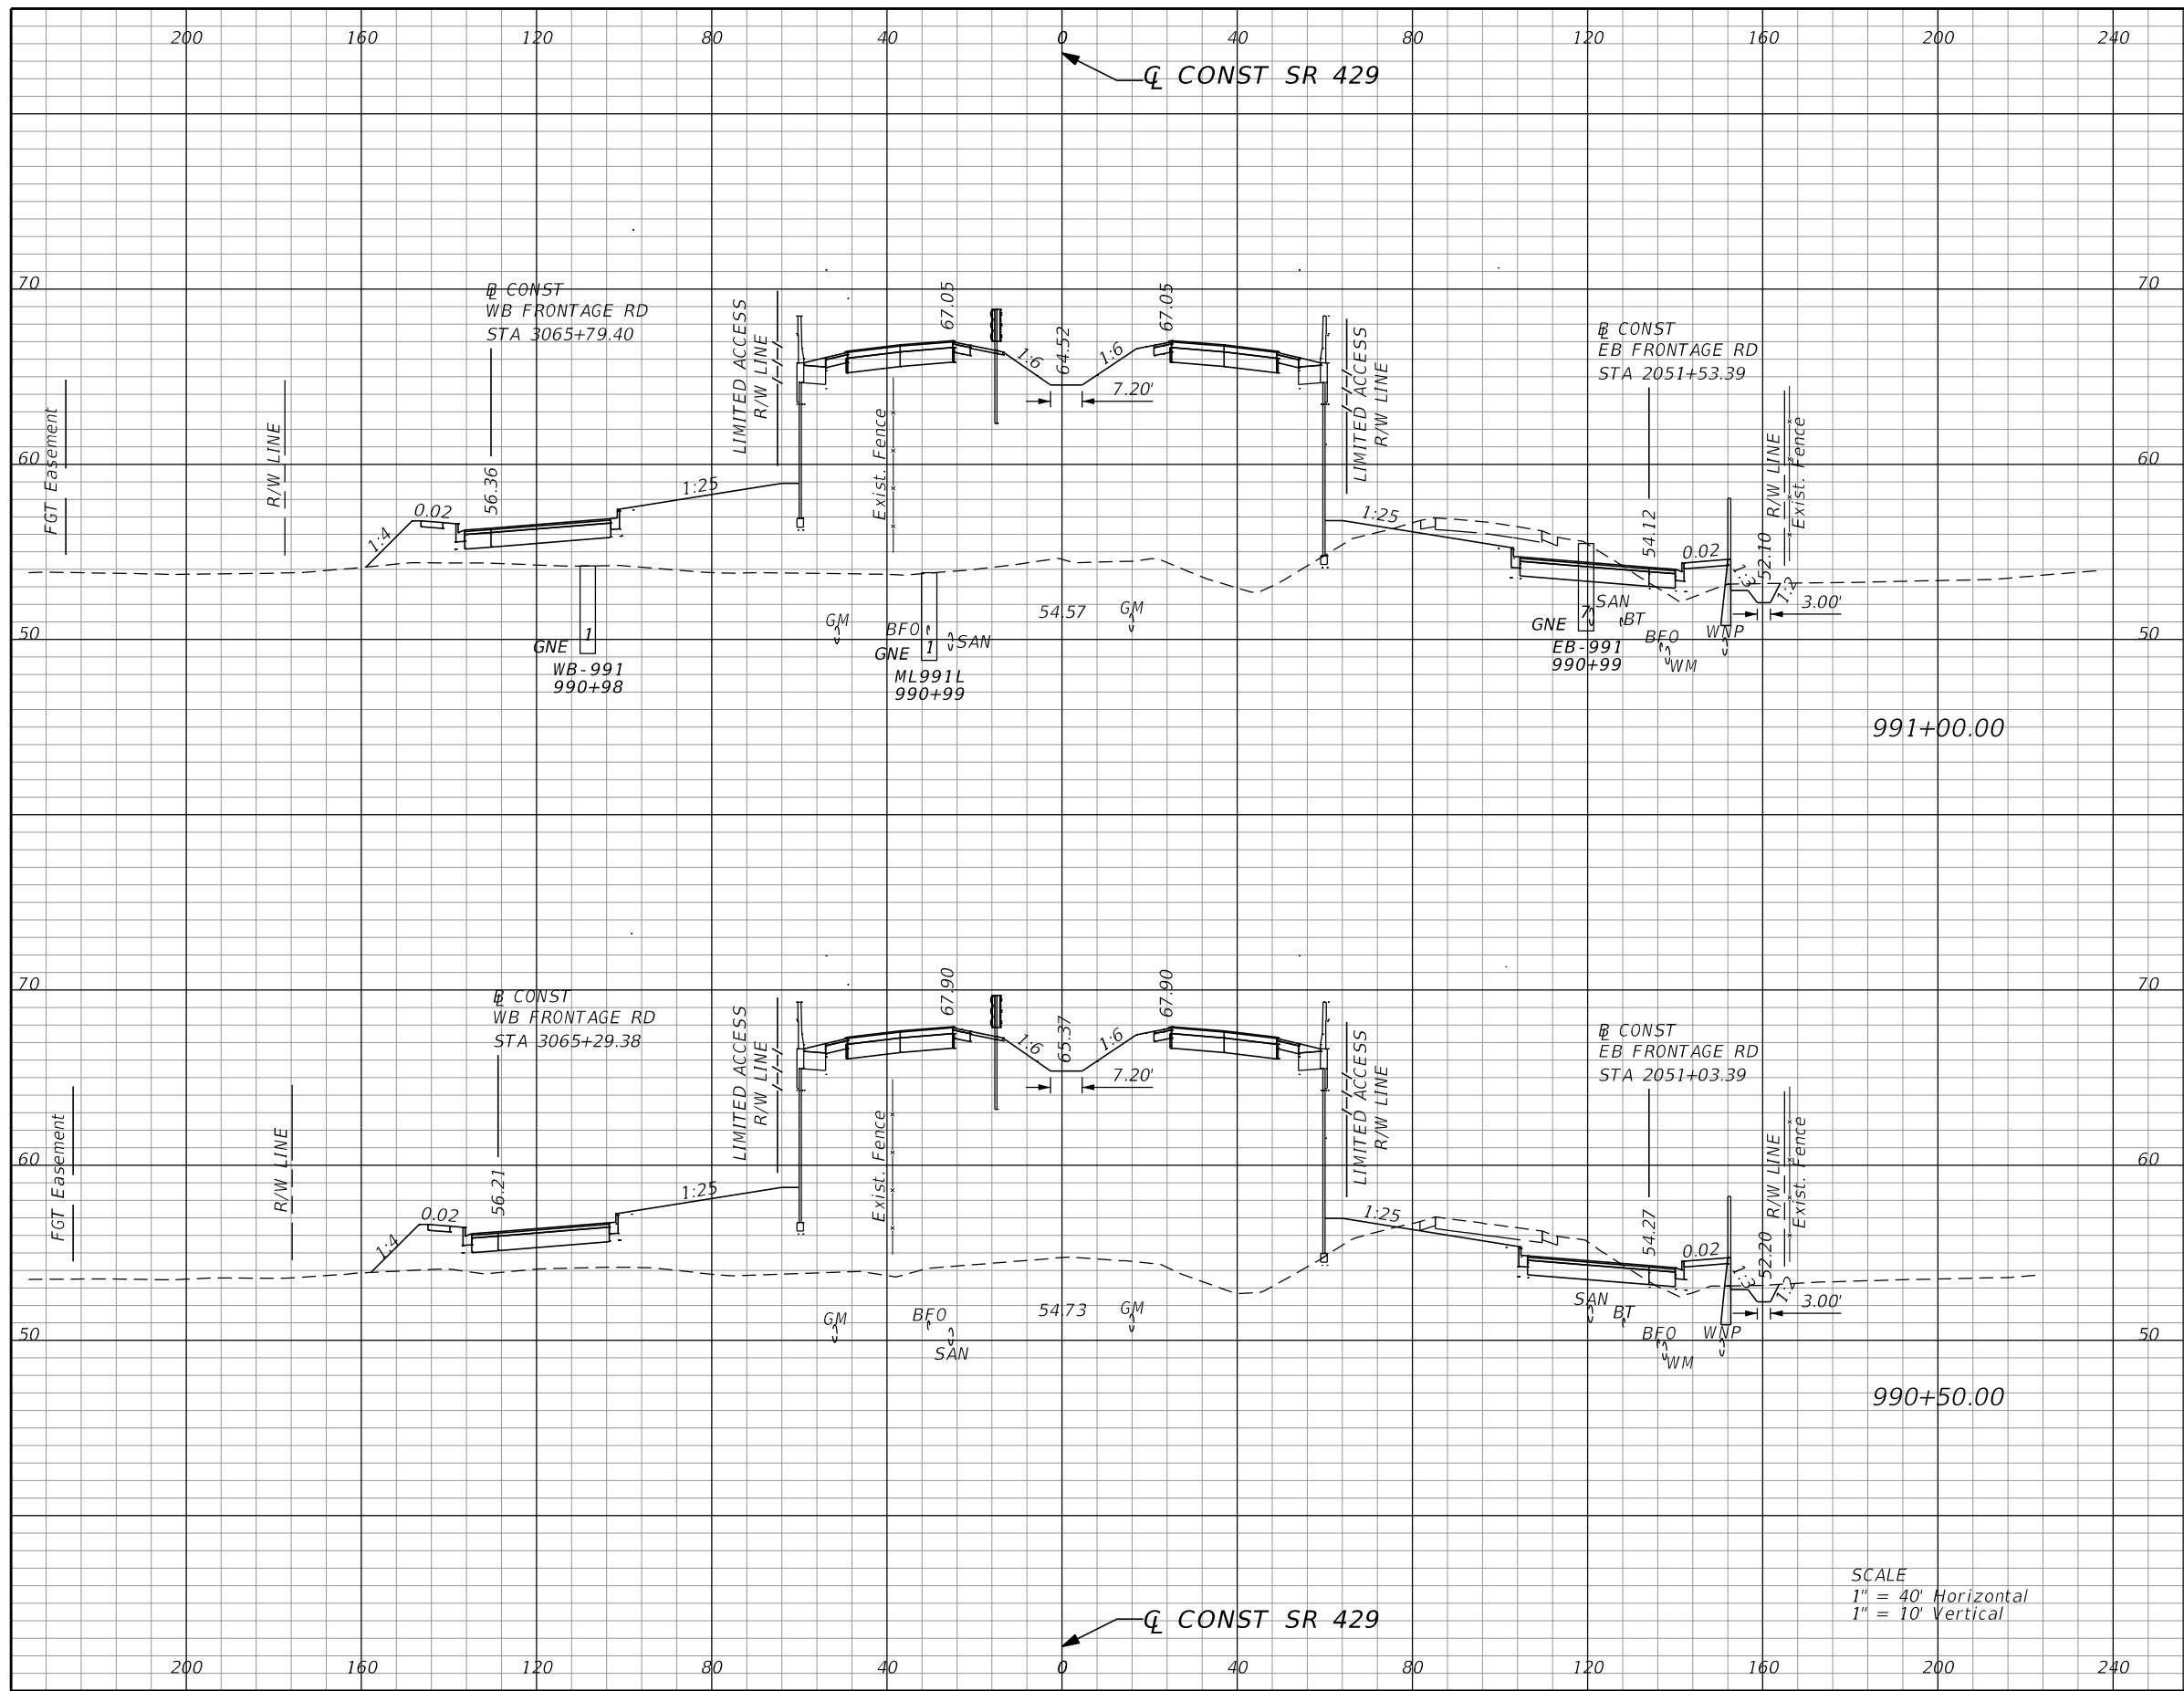 200 160 120 80 40 0 40 80 120 160 200 240
℄ CONST SR 429
70
70
℄ CONST
WB FRONTAGE RD
STA 3065+79.40
LIMITED ACCESS
R/W LINE
67.05
64.52
67.05
1:6
1:6
7.20'
LIMITED ACCESS
R/W LINE
BL CONST
EB FRONTAGE RD
STA 2051+53.39
60
60
FGT Easement
R/W LINE
56.36
0.02
1:4
1:25
Exist. Fence
1:25
54.12
0.02
R/W LINE
Exist. Fence
52.10
1:3
1:2
3.00'
50
50
GNE
1
WB-991
990+98
GM
BFO
SAN
GNE
1
ML991L
990+99
54.57
GM
GNE
7
SAN
BT
EB-991
990+99
BFO
WM
WNP
991+00.00
70
70
BL CONST
WB FRONTAGE RD
STA 3065+29.38
LIMITED ACCESS
R/W LINE
67.90
65.37
67.90
1:6
1:6
7.20'
LIMITED ACCESS
R/W LINE
BL CONST
EB FRONTAGE RD
STA 2051+03.39
60
60
FGT Easement
R/W LINE
56.21
0.02
1:4
1:25
Exist. Fence
1:25
54.27
0.02
R/W LINE
Exist. Fence
52.20
1:3
1:2
3.00'
50
50
GM
BFO
SAN
54.73
GM
SAN
BT
BFO
WM
WNP
990+50.00
SCALE
1" = 40' Horizontal
1" = 10' Vertical
℄ CONST SR 429
200 160 120 80 40 0 40 80 120 160 200 240